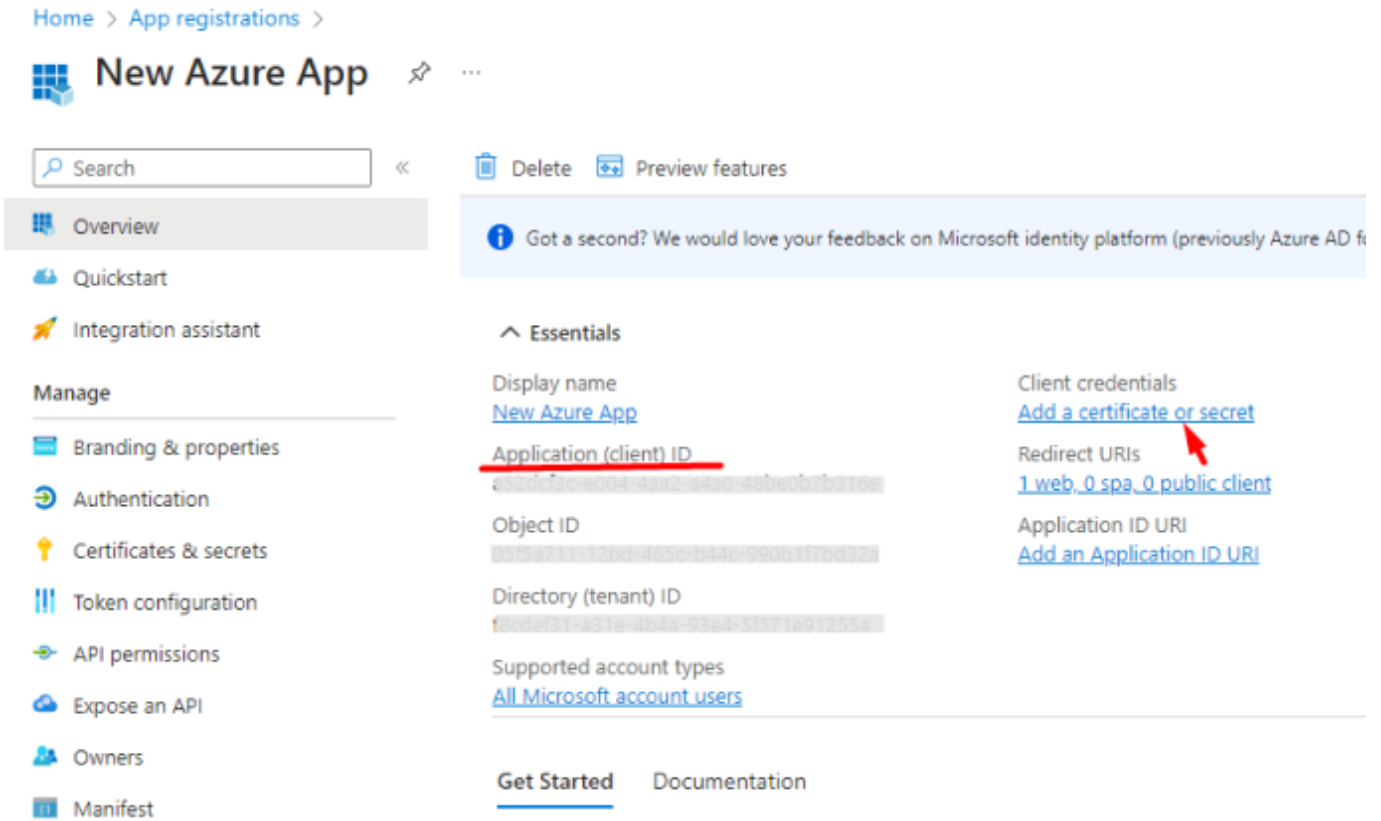 Home > App registrations >
New Azure App
Search
Delete Preview features
Overview
Got a second? We would love your feedback on Microsoft identity platform (previously Azure AD fo
Quickstart
Integration assistant
Essentials
Manage
Display name
New Azure App
Client credentials
Add a certificate or secret
Branding & properties
Authentication
Certificates & secrets
Token configuration
API permissions
Expose an API
Owners
Manifest
Application (client) ID
Redirect URIs
1 web, 0 spa, 0 public client
Object ID
Application ID URI
Add an Application ID URI
Directory (tenant) ID
Supported account types
All Microsoft account users
Get Started Documentation